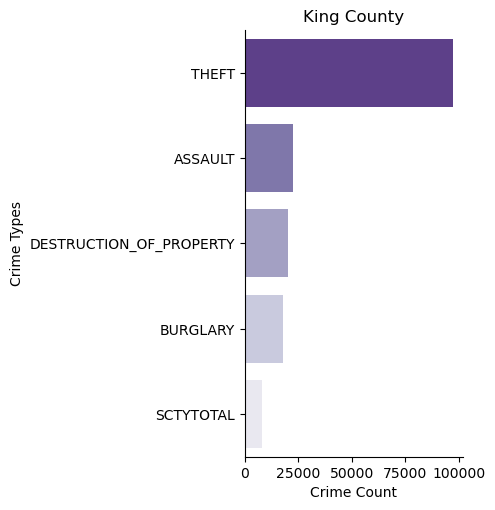 King County
Crime Types
THEFT
ASSAULT
DESTRUCTION_OF_PROPERTY
BURGLARY
SCTYTOTAL
0 25000 50000 75000 100000
Crime Count